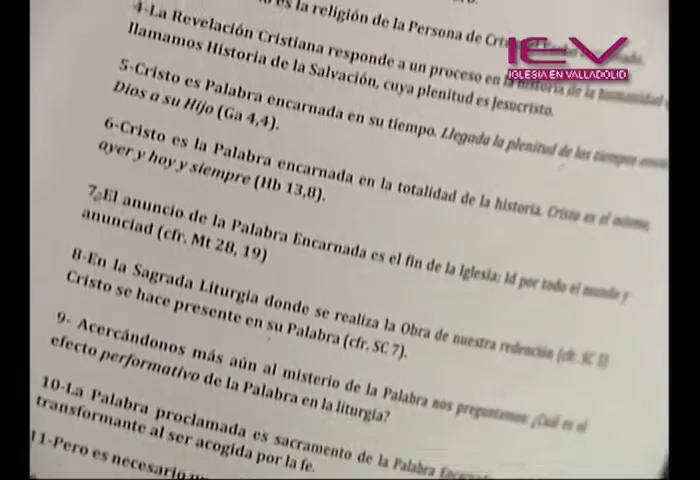 es la religión de la Persona de
4-La Revelación Cristiana responde a un proceso en la historia de la humanidad
llamamos Historia de la Salvación, cuya plenitud es Jesucristo.
5-Cristo es Palabra encarnada en su tiempo. Llegada la plenitud de los tiempos
Dios a su Hijo (Ga 4,4).
6-Cristo es la Palabra encarnada en la totalidad de la historia. Cristo es el mismo,
ayer y hoy y siempre (Hb 13,8).
7-El anuncio de la Palabra Encarnada es el fin de la Iglesia: Id por todo el mundo y
anunciad (cfr. Mt 28, 19)
8-En la Sagrada Liturgia donde se realiza la Obra de nuestra redención (cfr. SC
Cristo se hace presente en su Palabra (cfr. SC 7).
9- Acercándonos más aún al misterio de la Palabra nos preguntamos: ¿Cuál es el
efecto performativo de la Palabra en la liturgia?
10-La Palabra proclamada es sacramento de la Palabra
transformante al ser acogida por la fe.
11-Pero es necesario
IEV
IGLESIA EN VALLADOLID